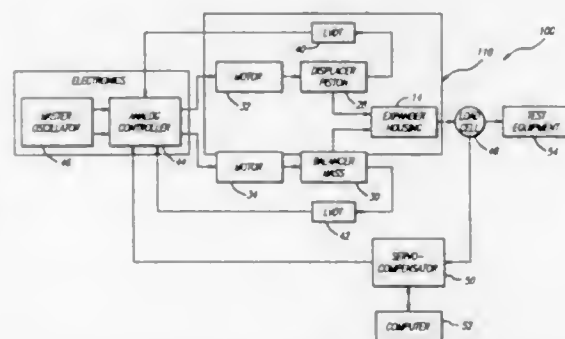 LVDT
40
100
110
ELECTRONICS
MOTOR
32
DISPLACER
PISTON
28
14
MASTER
OSCILLATOR
46
ANALOG
CONTROLLER
44
EXPANDER
HOUSING
LOAD
CELL
48
TEST
EQUIPMENT
54
MOTOR
34
BALANCER
MASS
30
LVDT
42
SERVO-
COMPENSATOR
50
COMPUTER
52